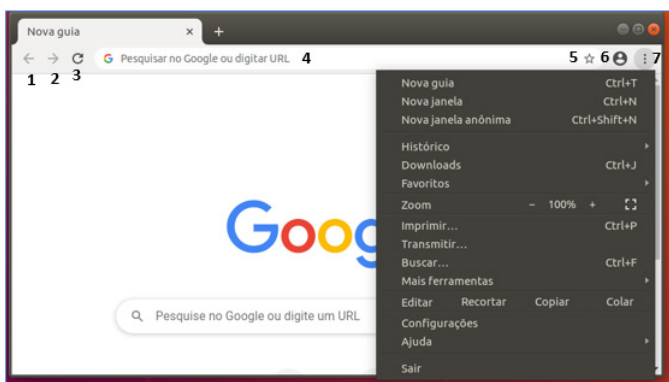 Nova guia
Pesquisar no Google ou digitar URL 4 5 6 7
1 2 3
Nova guia Ctrl+T
Nova janela Ctrl+N
Nova janela anônima Ctrl+Shift+N
Histórico
Downloads Ctrl+J
Favoritos
Zoom − 100% +
Imprimir... Ctrl+P
Transmitir...
Buscar... Ctrl+F
Mais ferramentas
Editar Recortar Copiar Colar
Configurações
Ajuda
Sair
Goog
Pesquise no Google ou digite um URL